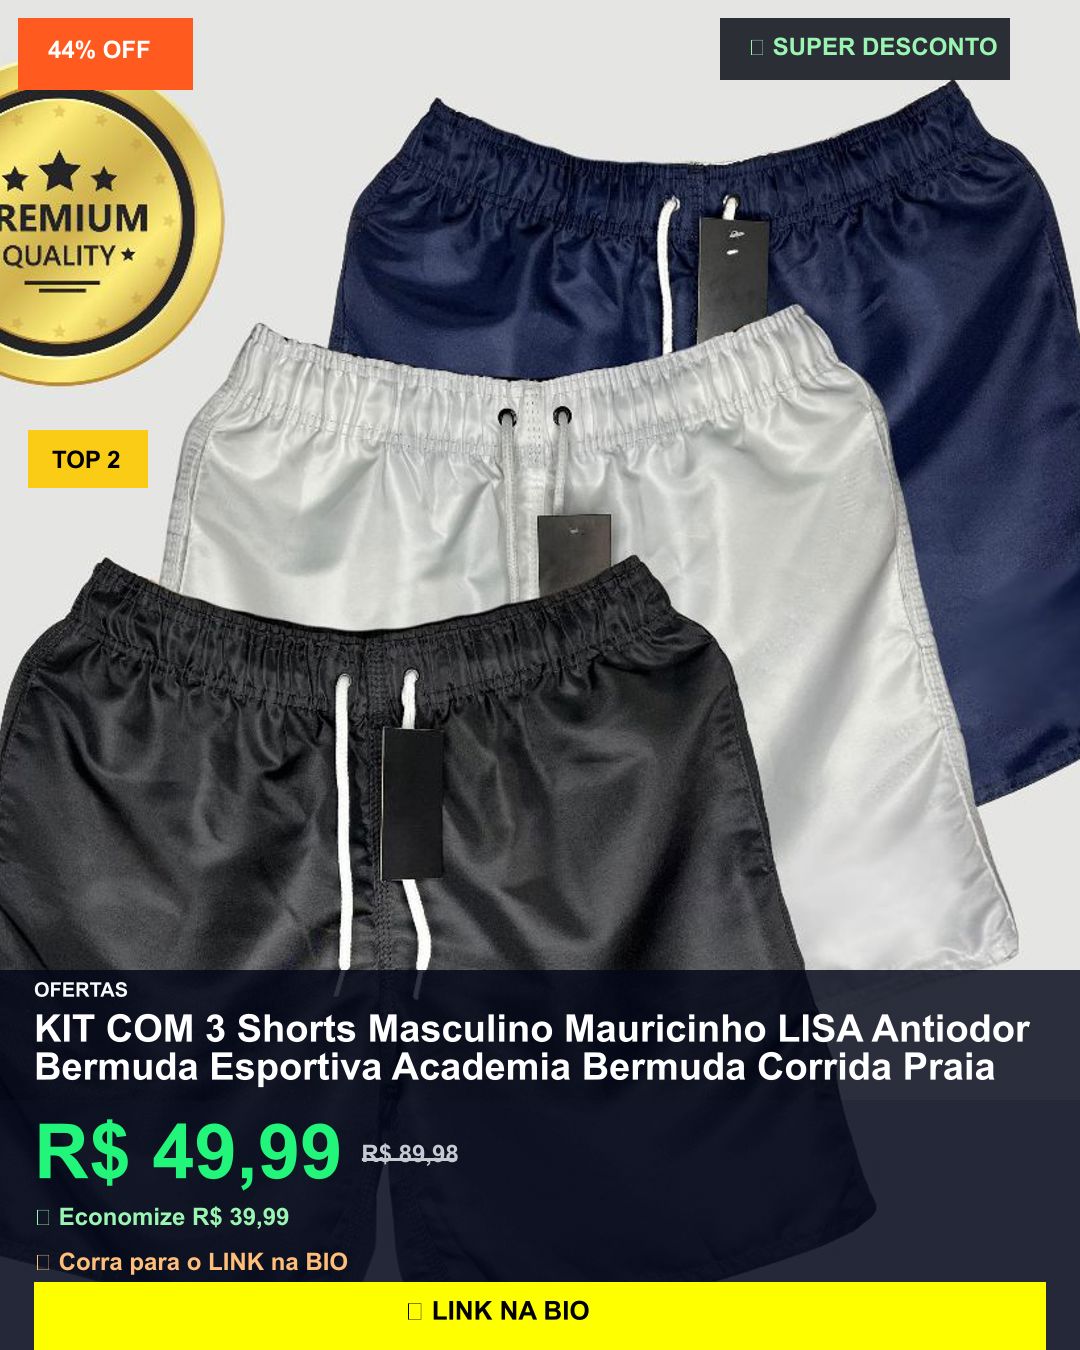 44% OFF
SUPER DESCONTO
REMIUM
QUALITY
TOP 2
OFERTAS
KIT COM 3 Shorts Masculino Mauricinho LISA Antiodor
Bermuda Esportiva Academia Bermuda Corrida Praia
R$ 49,99 R$ 89,98
Economize R$ 39,99
Corra para o LINK na BIO
LINK NA BIO